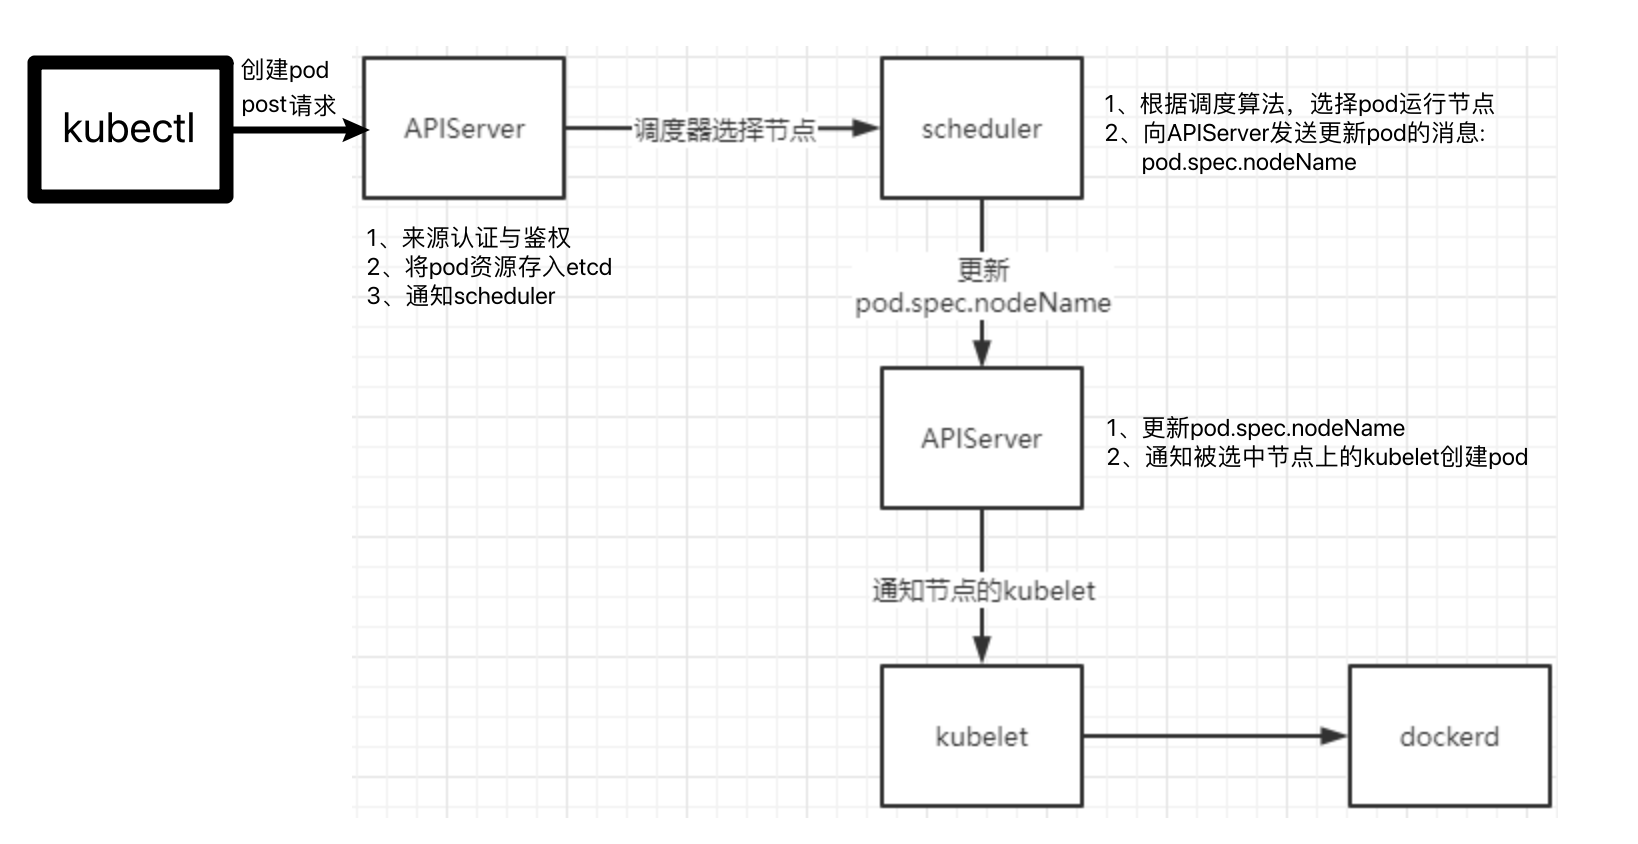 kubectl
创建pod
post请求
APIServer
调度器选择节点
scheduler
1、根据调度算法，选择pod运行节点
2、向APIServer发送更新pod的消息:
pod.spec.nodeName
1、来源认证与鉴权
2、将pod资源存入etcd
3、通知scheduler
更新
pod.spec.nodeName
APIServer
1、更新pod.spec.nodeName
2、通知被选中节点上的kubelet创建pod
通知节点的kubelet
kubelet
dockerd